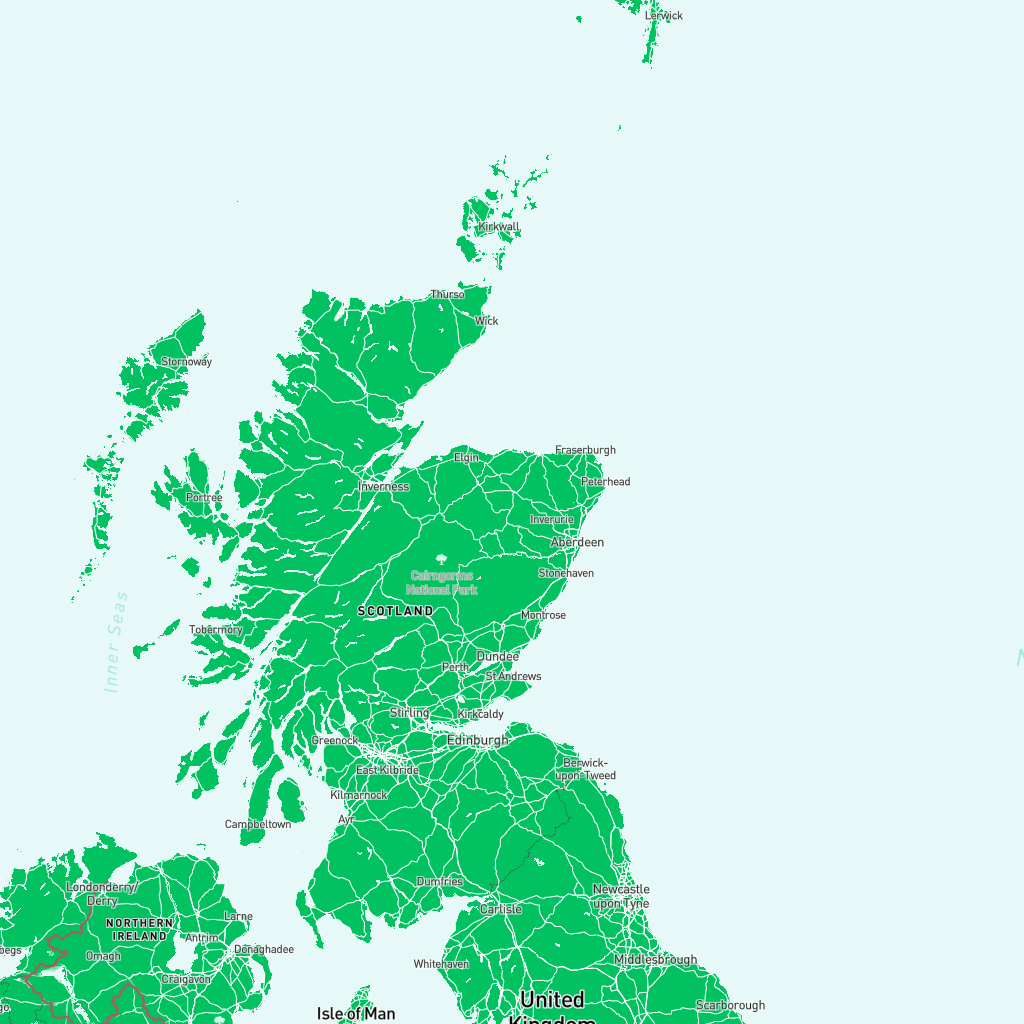 Lerwick
Kirkwall
Thurso
Wick
Stornoway
Fraserburgh
Elgin
Peterhead
Inverness
Portree
Inverurie
Aberdeen
Cairngorms
National Park
Stonehaven
SCOTLAND
Montrose
Inner Seas
Tobermory
Dundee
Perth
St Andrews
Stirling
Kirkcaldy
Greenock
Edinburgh
East Kilbride
Berwick-
upon-Tweed
Kilmarnock
Ayr
Campbeltown
Dumfries
Londonderry/
Derry
Newcastle
upon Tyne
Carlisle
Larne
NORTHERN
IRELAND
Antrim
Donaghadee
Omagh
Whitehaven
Middlesbrough
Craigavon
United
Kingdom
Scarborough
Isle of Man